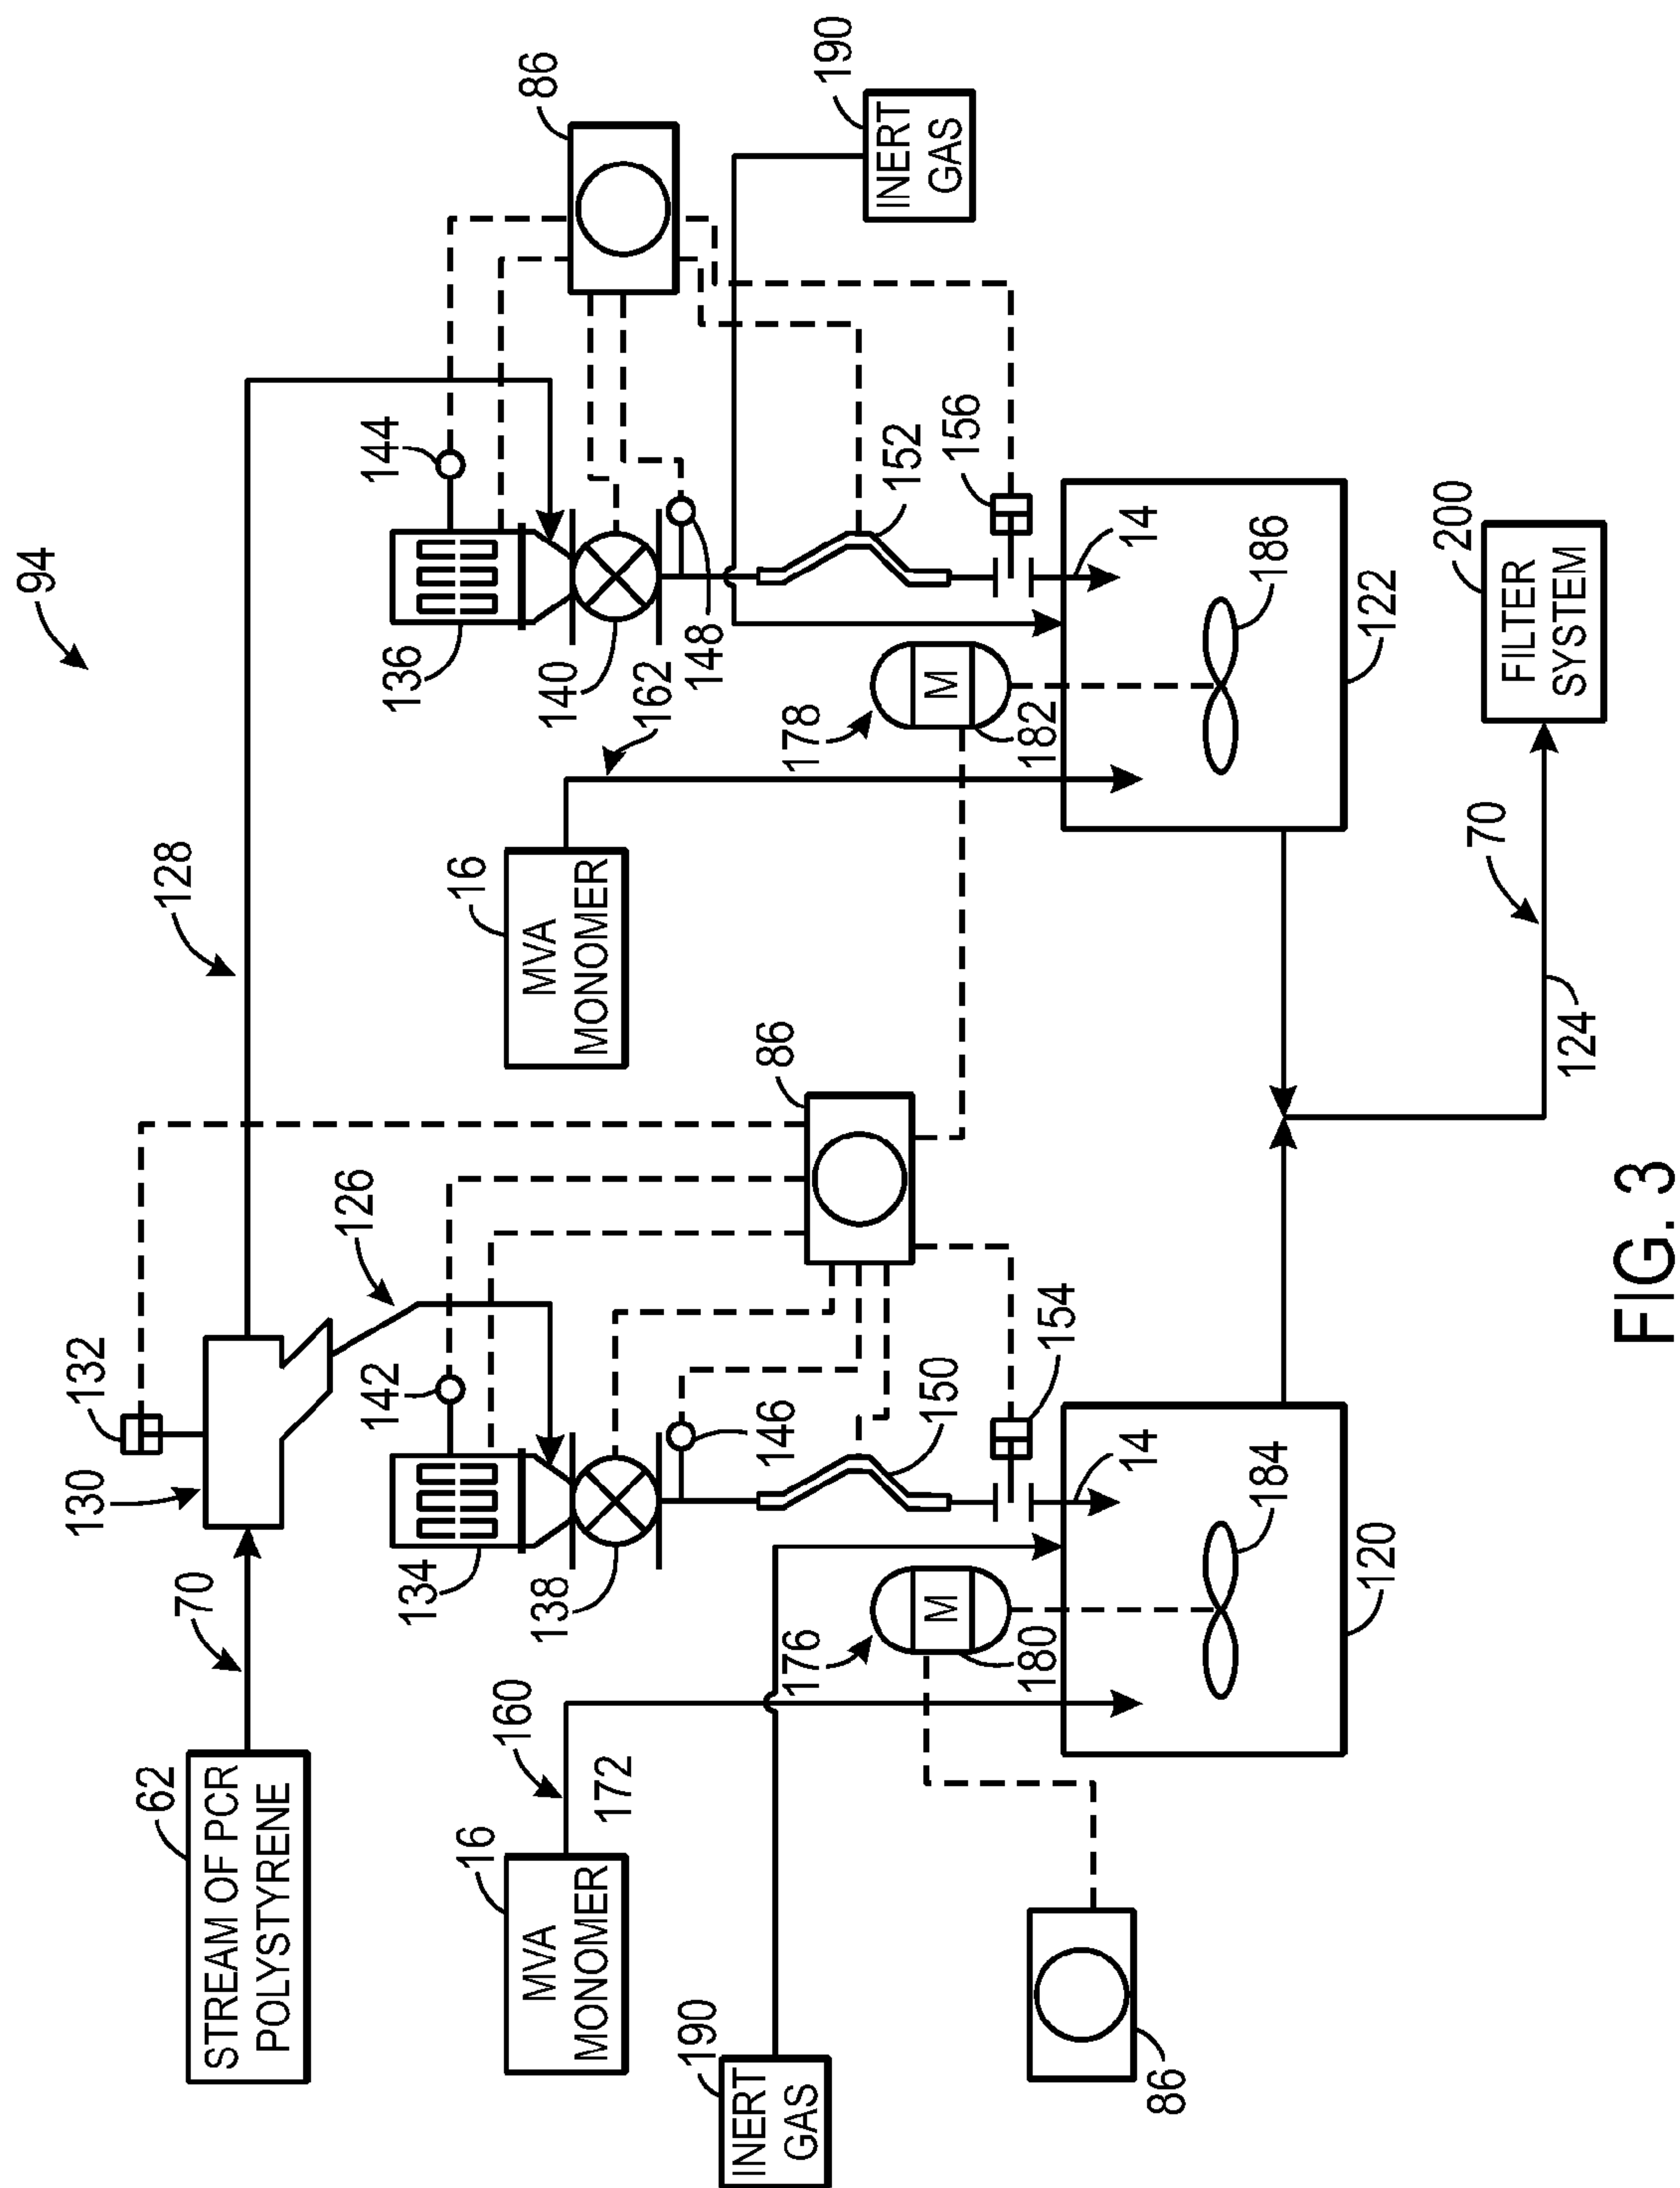 94
62
STREAM OF PCR
POLYSTYRENE
70
130
132
126
128
134
142
136
144
86
138
146
140
148
190
INERT
GAS
16
MVA
MONOMER
160
172
16
MVA
MONOMER
162
86
150
152
154
156
190
INERT
GAS
176
M
180
14
178
M
182
14
86
184
120
186
122
200
FILTER
SYSTEM
70
124
FIG. 3